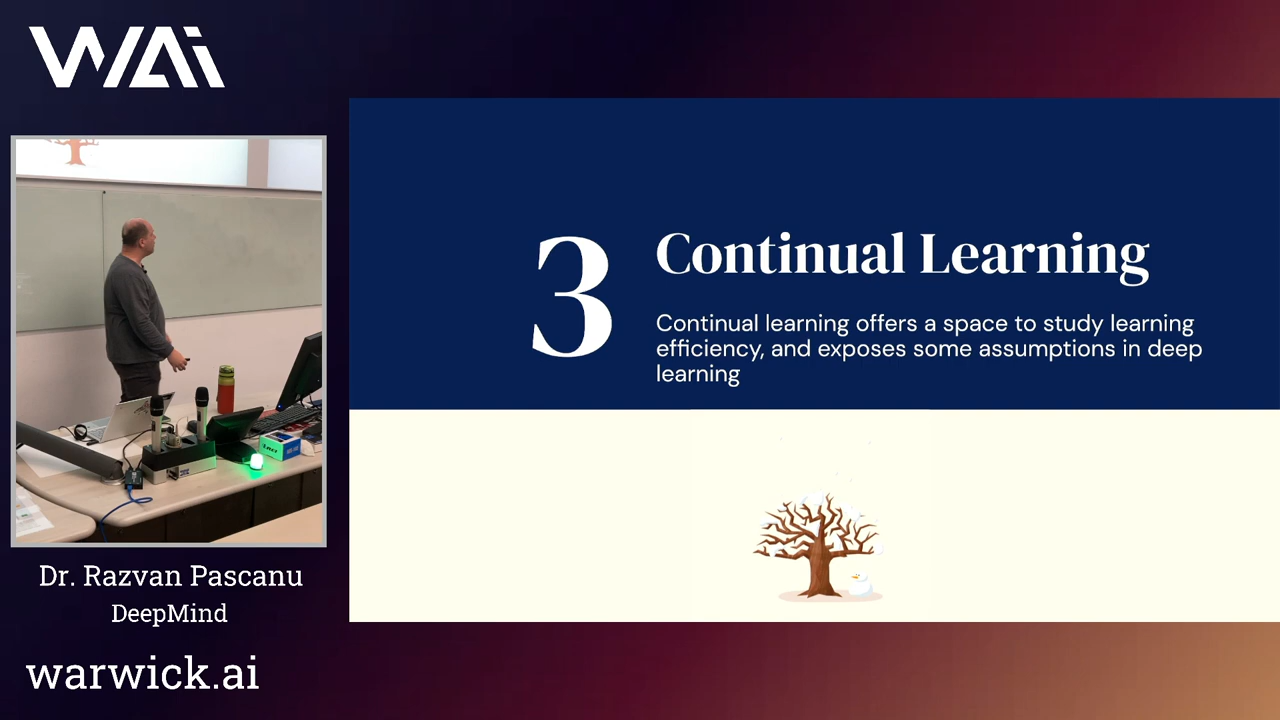 WAi
3
Continual Learning
Continual learning offers a space to study learning
efficiency, and exposes some assumptions in deep
learning
Dr. Razvan Pascanu
DeepMind
warwick.ai